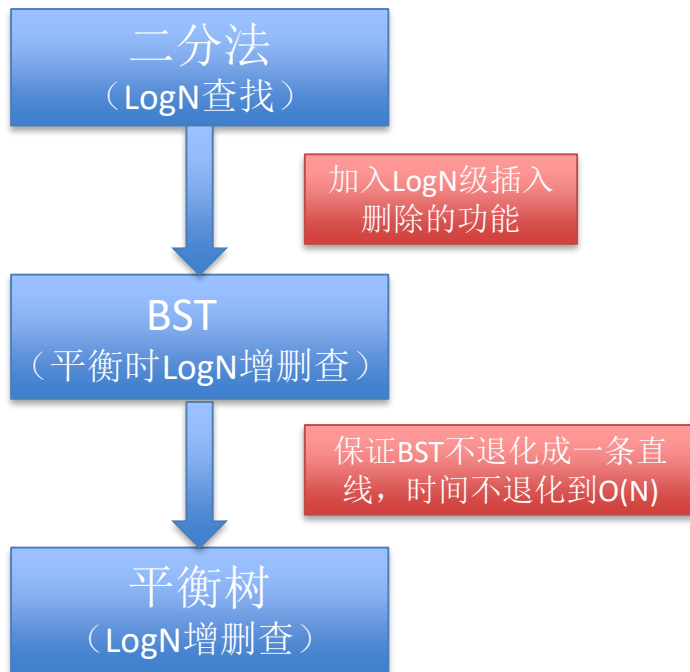 二分法
（LogN查找）
加入LogN级插入
删除的功能
BST
（平衡时LogN增删查）
保证BST不退化成一条直
线，时间不退化到O(N)
平衡树
（LogN增删查）